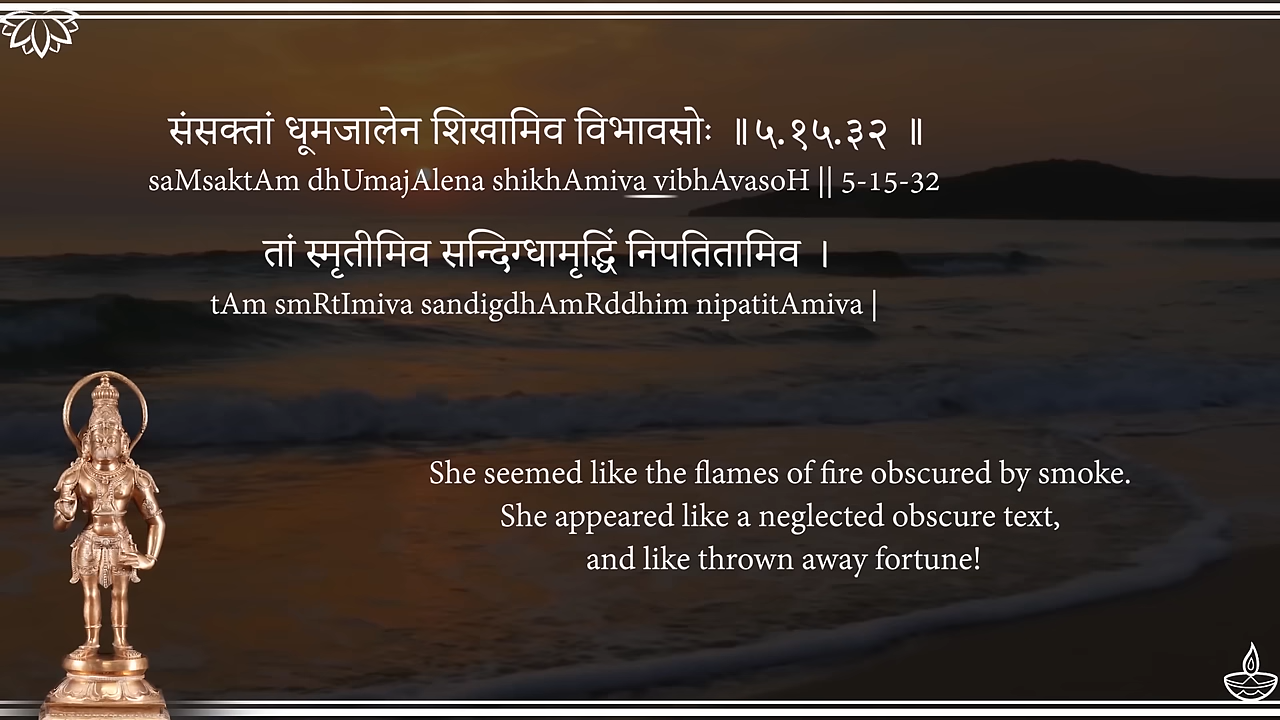 संसक्तां धूमजालेन शिखामिव विभावसोः ॥५.१५.३२ ॥
saMsaktAm dhUmajAlena shikhAmiva vibhAvasoH || 5-15-32
तां स्मृतीमिव सन्दिग्धामृद्धिं निपतितामिव ।
tAm smRtImiva sandigdhAmRddhim nipatitAmiva |
She seemed like the flames of fire obscured by smoke.
She appeared like a neglected obscure text,
and like thrown away fortune!